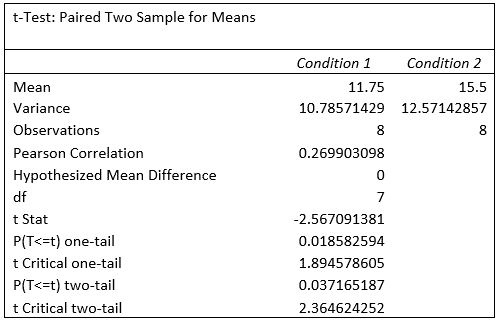 t-Test: Paired Two Sample for Means
Condition 1 Condition 2
Mean 11.75 15.5
Variance 10.78571429 12.57142857
Observations 8 8
Pearson Correlation 0.269903098
Hypothesized Mean Difference 0
df 7
t Stat -2.567091381
P(T<=t) one-tail 0.018582594
t Critical one-tail 1.894578605
P(T<=t) two-tail 0.037165187
t Critical two-tail 2.364624252